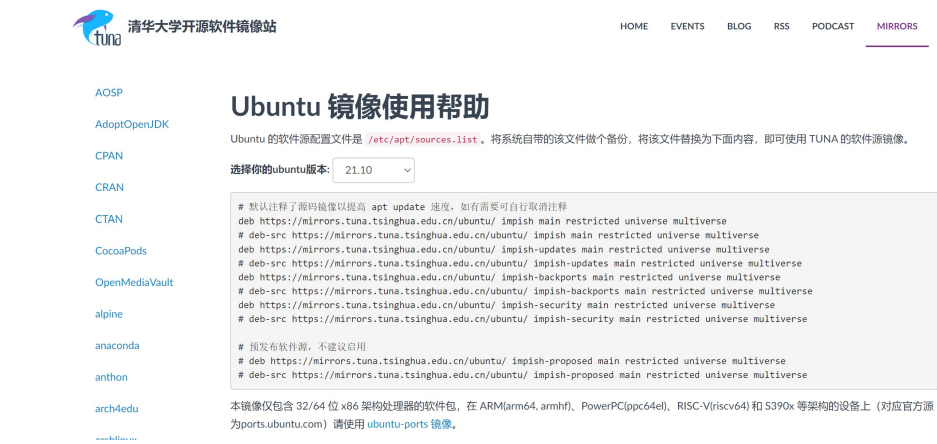 tuna
清华大学开源软件镜像站
HOME EVENTS BLOG RSS PODCAST MIRRORS
AOSP
AdoptOpenJDK
CPAN
CRAN
CTAN
CocoaPods
OpenMediaVault
alpine
anaconda
anthon
arch4edu
archlinux
Ubuntu 镜像使用帮助
Ubuntu 的软件源配置文件是 /etc/apt/sources.list 。将系统自带的该文件做个备份，将该文件替换为下面内容，即可使用 TUNA 的软件源镜像。
选择你的ubuntu版本: 21.10
# 默认注释了源码镜像以提高 apt update 速度，如有需要可自行取消注释
deb https://mirrors.tuna.tsinghua.edu.cn/ubuntu/ impish main restricted universe multiverse
# deb-src https://mirrors.tuna.tsinghua.edu.cn/ubuntu/ impish main restricted universe multiverse
deb https://mirrors.tuna.tsinghua.edu.cn/ubuntu/ impish-updates main restricted universe multiverse
# deb-src https://mirrors.tuna.tsinghua.edu.cn/ubuntu/ impish-updates main restricted universe multiverse
deb https://mirrors.tuna.tsinghua.edu.cn/ubuntu/ impish-backports main restricted universe multiverse
# deb-src https://mirrors.tuna.tsinghua.edu.cn/ubuntu/ impish-backports main restricted universe multiverse
deb https://mirrors.tuna.tsinghua.edu.cn/ubuntu/ impish-security main restricted universe multiverse
# deb-src https://mirrors.tuna.tsinghua.edu.cn/ubuntu/ impish-security main restricted universe multiverse
# 预发布软件源，不建议启用
# deb https://mirrors.tuna.tsinghua.edu.cn/ubuntu/ impish-proposed main restricted universe multiverse
# deb-src https://mirrors.tuna.tsinghua.edu.cn/ubuntu/ impish-proposed main restricted universe multiverse
本镜像仅包含 32/64 位 x86 架构处理器的软件包，在 ARM(arm64, armhf)、PowerPC(ppc64el)、RISC-V(riscv64) 和 S390x 等架构的设备上（对应官方源
为ports.ubuntu.com）请使用 ubuntu-ports 镜像。